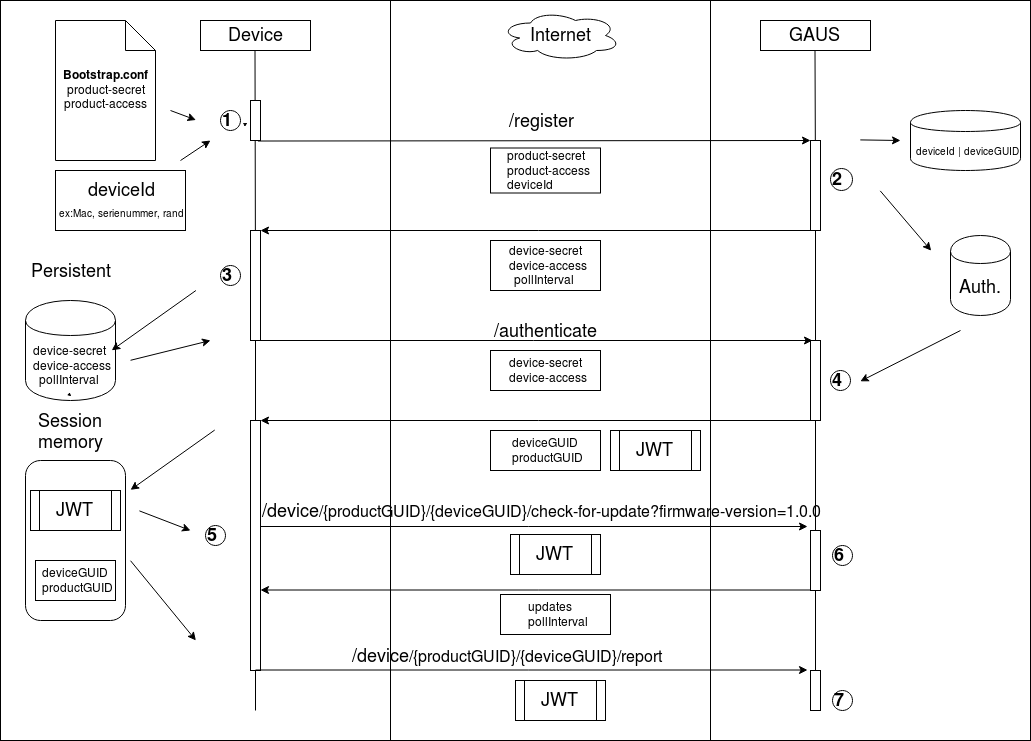 Device
Internet
GAUS
Bootstrap.conf
product-secret
product-access
1.
/register
deviceId | deviceGUID
product-secret
product-access
deviceId
2
deviceId
ex:Mac, serienummer, rand
device-secret
device-access
pollInterval
Persistent
3
Auth.
/authenticate
device-secret
device-access
pollInterval
device-secret
device-access
4
Session
memory
deviceGUID
productGUID
JWT
JWT
/device/{productGUID}/{deviceGUID}/check-for-update?firmware-version=1.0.0
5
JWT
6
deviceGUID
productGUID
updates
pollInterval
/device/{productGUID}/{deviceGUID}/report
JWT
7